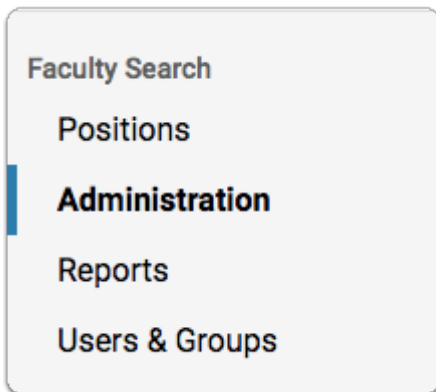 Faculty Search
Positions
Administration
Reports
Users & Groups